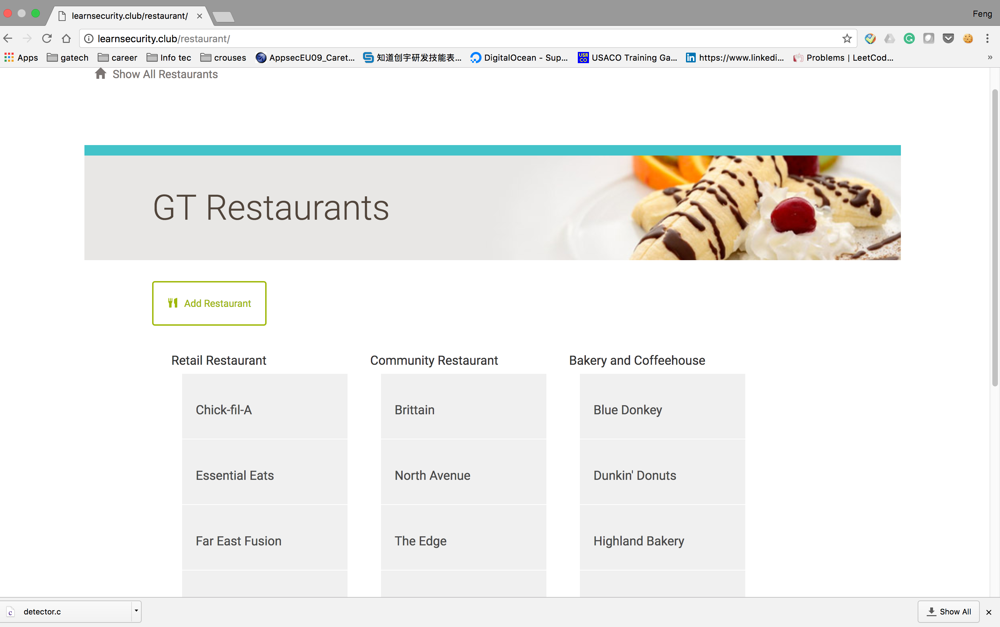 learnsecurity.club/restaurant/
Feng
learnsecurity.club/restaurant/
Apps gatech career Info tec crouses AppsecEU09_Caret... 知道创宇研发技能表... DigitalOcean - Sup... USACO Training Ga... https://www.linkedi... Problems | LeetCod... »
Show All Restaurants
GT Restaurants
Add Restaurant
Retail Restaurant
Chick-fil-A
Essential Eats
Far East Fusion
Community Restaurant
Brittain
North Avenue
The Edge
Bakery and Coffeehouse
Blue Donkey
Dunkin' Donuts
Highland Bakery
detector.c
Show All